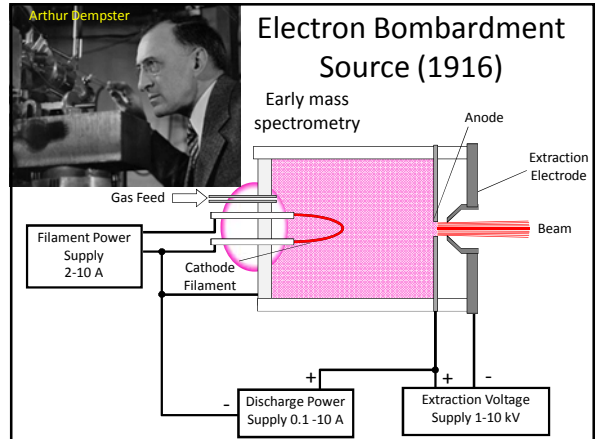 Arthur Dempster
Electron Bombardment
Source (1916)
Early mass
spectrometry
Anode
Extraction
Electrode
Gas Feed
Beam
Filament Power
Supply
2-10 A
Cathode
Filament
+
-
Discharge Power
Supply 0.1 -10 A
+
-
Extraction Voltage
Supply 1-10 kV